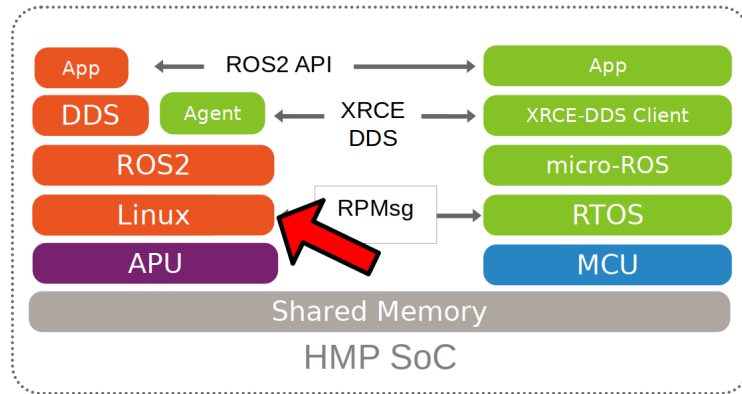 App
ROS2 API
App
DDS
Agent
XRCE
DDS
XRCE-DDS Client
ROS2
micro-ROS
Linux
RPMsg
RTOS
APU
MCU
Shared Memory
HMP SoC